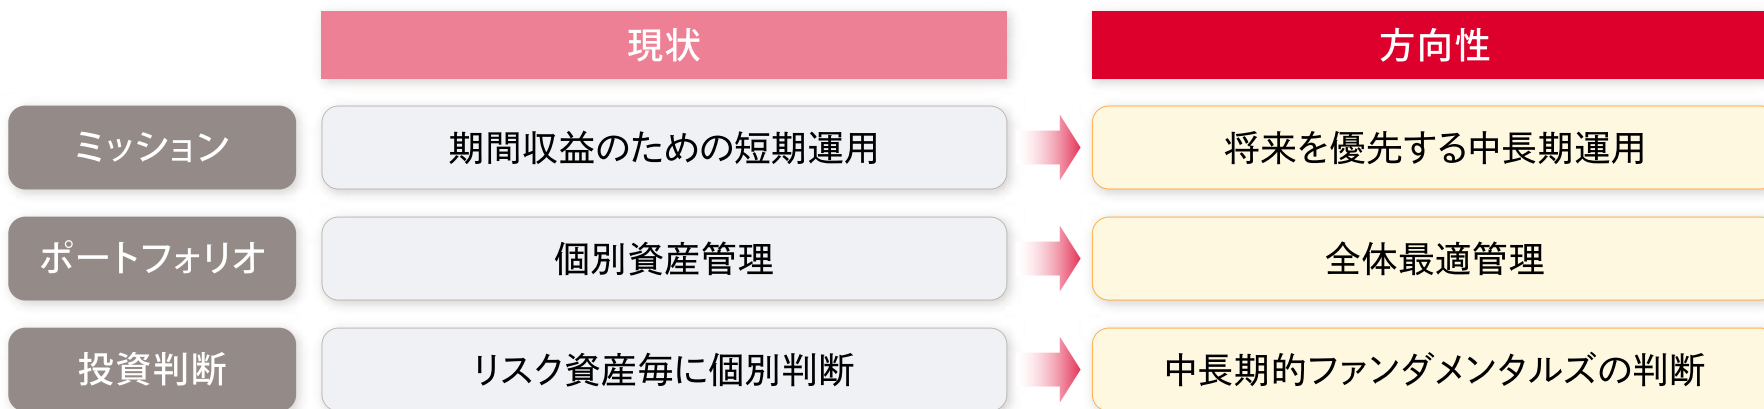 現状
方向性
ミッション
期間収益のための短期運用
将来を優先する中長期運用
ポートフォリオ
個別資産管理
全体最適管理
投資判断
リスク資産毎に個別判断
中長期的ファンダメンタルズの判断